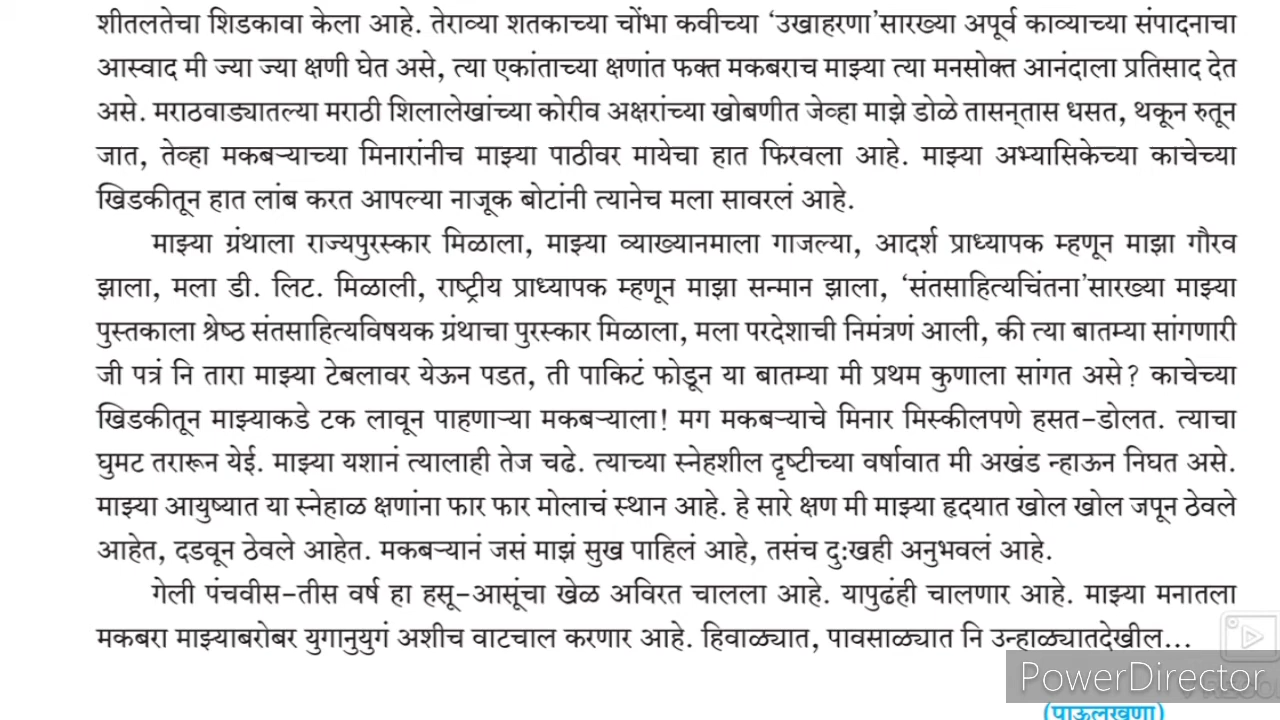 शीतलतेचा शिडकावा केला आहे. तेराव्या शतकाच्या चोंभा कवीच्या ‘उखाहरणा’सारख्या अपूर्व काव्याच्या संपादनाचा
आस्वाद मी ज्या ज्या क्षणी घेत असे, त्या एकांताच्या क्षणांत फक्त मकबराच माझ्या त्या मनसोक्त आनंदाला प्रतिसाद देत
असे. मराठवाड्यातल्या मराठी शिलालेखांच्या कोरीव अक्षरांच्या खोबणीत जेव्हा माझे डोळे तासन्‌तास धसत, थकून रुतून
जात, तेव्हा मकबऱ्याच्या मिनारांनीच माझ्या पाठीवर मायेचा हात फिरवला आहे. माझ्या अभ्यासिकेच्या काचेच्या
खिडकीतून हात लांब करत आपल्या नाजूक बोटांनी त्यानेच मला सावरलं आहे.
माझ्या ग्रंथाला राज्यपुरस्कार मिळाला, माझ्या व्याख्यानमाला गाजल्या, आदर्श प्राध्यापक म्हणून माझा गौरव
झाला, मला डी. लिट. मिळाली, राष्ट्रीय प्राध्यापक म्हणून माझा सन्मान झाला, ‘संतसाहित्यचिंतना’सारख्या माझ्या
पुस्तकाला श्रेष्ठ संतसाहित्यविषयक ग्रंथाचा पुरस्कार मिळाला, मला परदेशाची निमंत्रणं आली, की त्या बातम्या सांगणारी
जी पत्रं नि तारा माझ्या टेबलावर येऊन पडत, ती पाकिटं फोडून या बातम्या मी प्रथम कुणाला सांगत असे? काचेच्या
खिडकीतून माझ्याकडे टक लावून पाहणाऱ्या मकबऱ्याला! मग मकबऱ्याचे मिनार मिस्कीलपणे हसत-डोलत. त्याचा
घुमट तरारून येई. माझ्या यशानं त्यालाही तेज चढे. त्याच्या स्नेहशील दृष्टीच्या वर्षावात मी अखंड न्हाऊन निघत असे.
माझ्या आयुष्यात या स्नेहाळ क्षणांना फार फार मोलाचं स्थान आहे. हे सारे क्षण मी माझ्या हृदयात खोल खोल जपून ठेवले
आहेत, दडवून ठेवले आहेत. मकबऱ्यानं जसं माझं सुख पाहिलं आहे, तसंच दुःखही अनुभवलं आहे.
गेली पंचवीस-तीस वर्ष हा हसू-आसूंचा खेळ अविरत चालला आहे. यापुढंही चालणार आहे. माझ्या मनातला
मकबरा माझ्याबरोबर युगानुयुगं अशीच वाटचाल करणार आहे. हिवाळ्यात, पावसाळ्यात नि उन्हाळ्यातदेखील...
PowerDirector
(पाऊलखुणा)